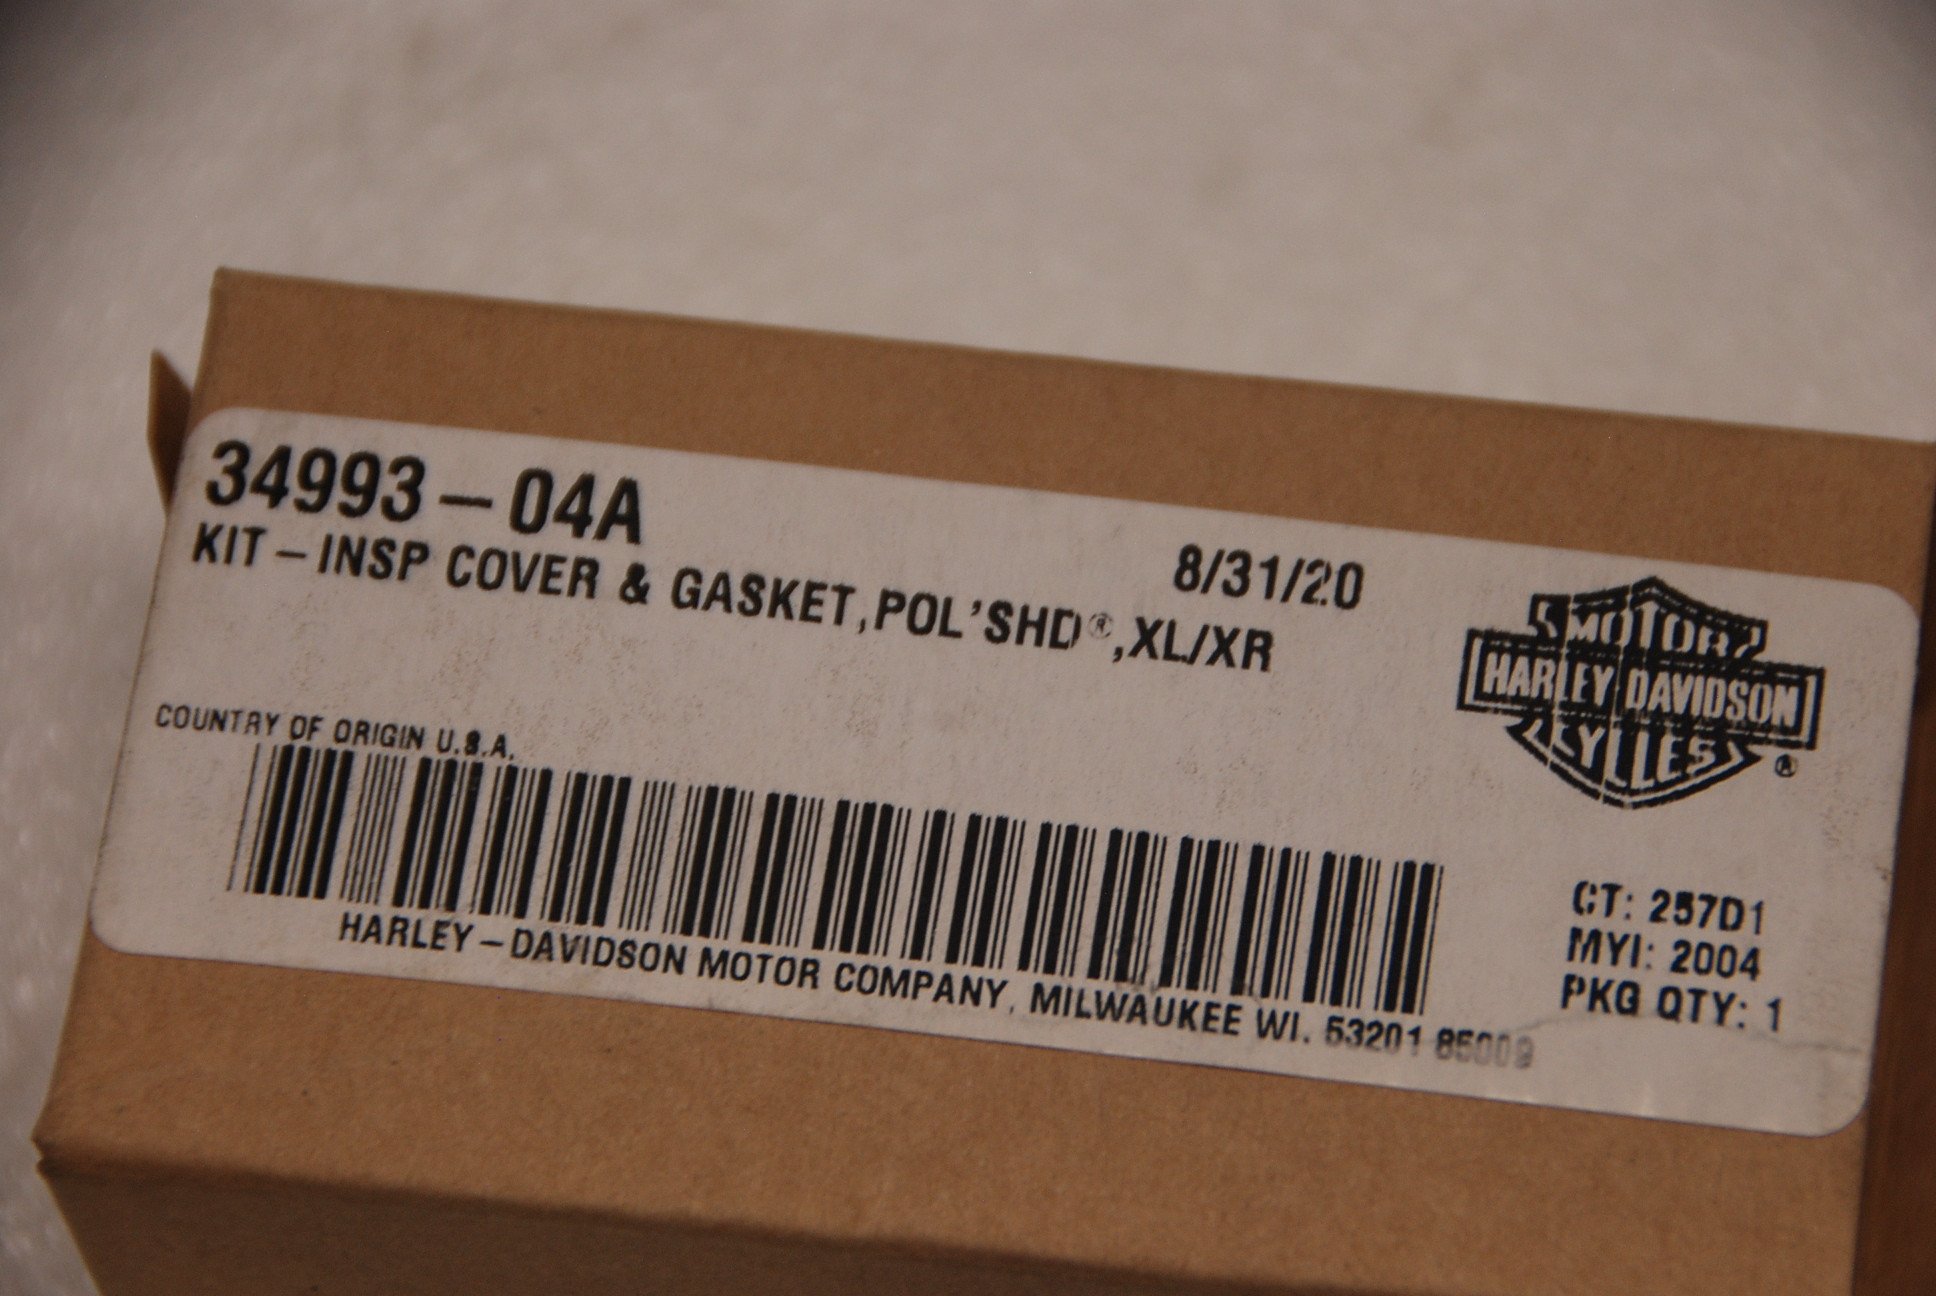 34993-04A
KIT-INSP COVER & GASKET,POL'SHD®,XL/XR
8/31/20
MOTOR
HARLEY DAVIDSON
CYCLES
®
COUNTRY OF ORIGIN U.S.A.
HARLEY-DAVIDSON MOTOR COMPANY, MILWAUKEE WI. 53201 85009
CT: 257D1
MYI: 2004
PKG QTY: 1